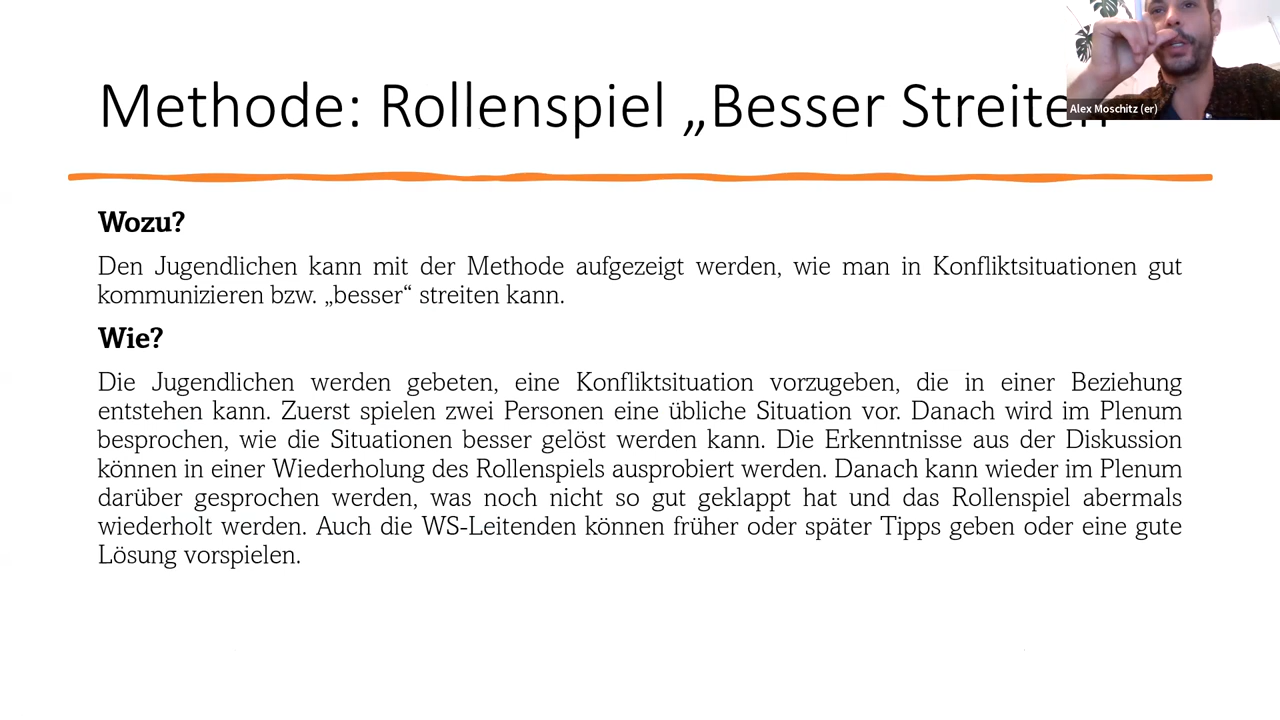 Methode: Rollenspiel „Besser Streiten
Alex Moschitz (er)
Wozu?
Den Jugendlichen kann mit der Methode aufgezeigt werden, wie man in Konfliktsituationen gut
kommunizieren bzw. „besser“ streiten kann.
Wie?
Die Jugendlichen werden gebeten, eine Konfliktsituation vorzugeben, die in einer Beziehung
entstehen kann. Zuerst spielen zwei Personen eine übliche Situation vor. Danach wird im Plenum
besprochen, wie die Situationen besser gelöst werden kann. Die Erkenntnisse aus der Diskussion
können in einer Wiederholung des Rollenspiels ausprobiert werden. Danach kann wieder im Plenum
darüber gesprochen werden, was noch nicht so gut geklappt hat und das Rollenspiel abermals
wiederholt werden. Auch die WS-Leitenden können früher oder später Tipps geben oder eine gute
Lösung vorspielen.